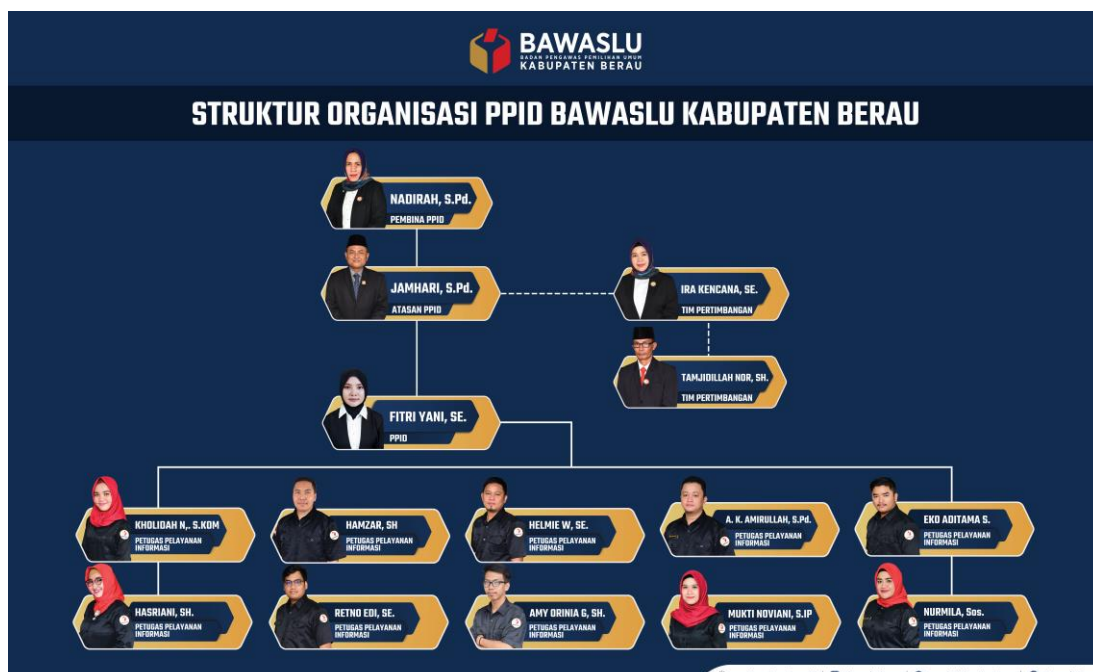 BAWASLU
BADAN PENGAWAS PEMILIHAN UMUM
KABUPATEN BERAU
STRUKTUR ORGANISASI PPID BAWASLU KABUPATEN BERAU
NADIRAH, S.Pd.
PEMBINA PPID
JAMHARI, S.Pd.
ATASAN PPID
IRA KENCANA, SE.
TIM PERTIMBANGAN
TAMJIDILLAH NOR, SH.
TIM PERTIMBANGAN
FITRI YANI, SE.
PPID
KHOLIDAH N,. S.KOM
PETUGAS PELAYANAN
INFORMASI
HAMZAR, SH
PETUGAS PELAYANAN
INFORMASI
HELMIE W, SE.
PETUGAS PELAYANAN
INFORMASI
A. K. AMIRULLAH, S.Pd.
PETUGAS PELAYANAN
INFORMASI
EKO ADITAMA S.
PETUGAS PELAYANAN
INFORMASI
HASRIANI, SH.
PETUGAS PELAYANAN
INFORMASI
RETNO EDI, SE.
PETUGAS PELAYANAN
INFORMASI
AMY ORINIA G, SH.
PETUGAS PELAYANAN
INFORMASI
MUKTI NOVIANI, S.IP
PETUGAS PELAYANAN
INFORMASI
NURMILA, Sos.
PETUGAS PELAYANAN
INFORMASI